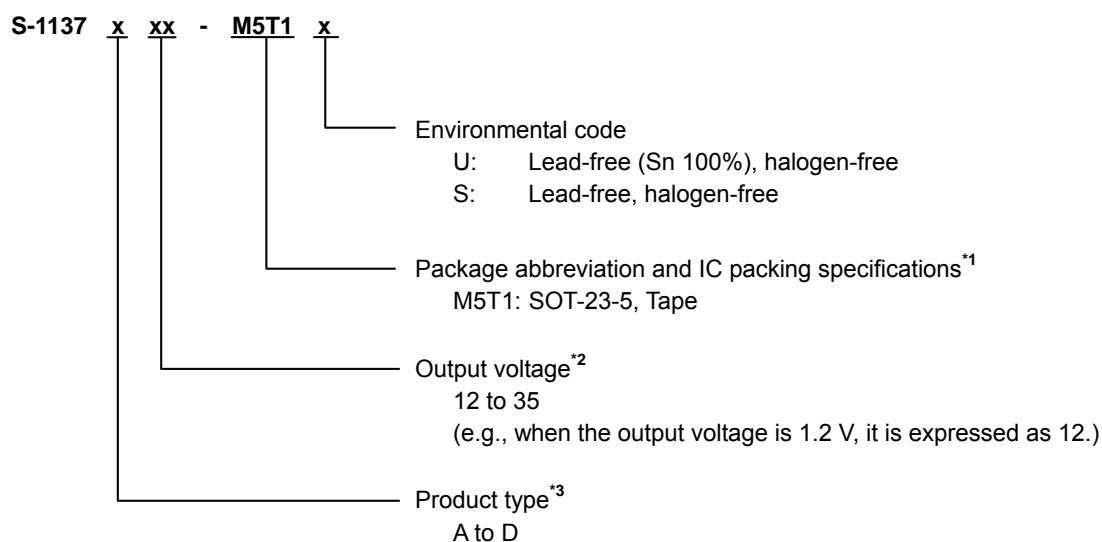 S-1137 x xx - M5T1 x
Environmental code
U: Lead-free (Sn 100%), halogen-free
S: Lead-free, halogen-free
Package abbreviation and IC packing specifications*1
M5T1: SOT-23-5, Tape
Output voltage*2
12 to 35
(e.g., when the output voltage is 1.2 V, it is expressed as 12.)
Product type*3
A to D